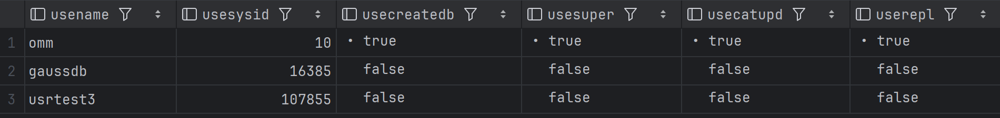 usename usesysid usecreatedb usesuper usecatupd userepl
1 omm 10 • true • true • true • true
2 gaussdb 16385 false false false false
3 usrtest3 107855 false false false false